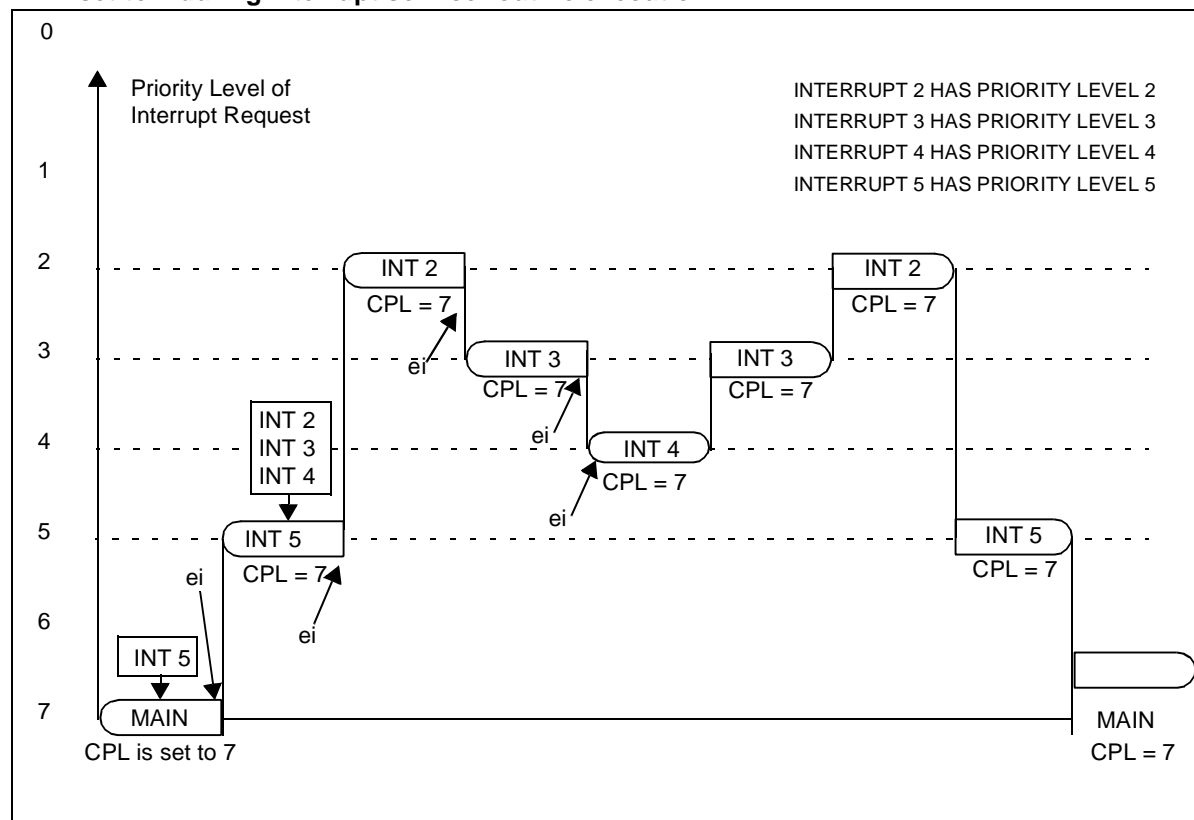 0
Priority Level of
Interrupt Request
INTERRUPT 2 HAS PRIORITY LEVEL 2
INTERRUPT 3 HAS PRIORITY LEVEL 3
INTERRUPT 4 HAS PRIORITY LEVEL 4
INTERRUPT 5 HAS PRIORITY LEVEL 5
1
2
INT 2
CPL = 7
INT 2
CPL = 7
3
ei
INT 3
CPL = 7
INT 3
CPL = 7
4
INT 2
INT 3
INT 4
ei
INT 4
CPL = 7
5
INT 5
CPL = 7
ei
INT 5
CPL = 7
ei
ei
6
INT 5
7
MAIN
CPL is set to 7
MAIN
CPL = 7